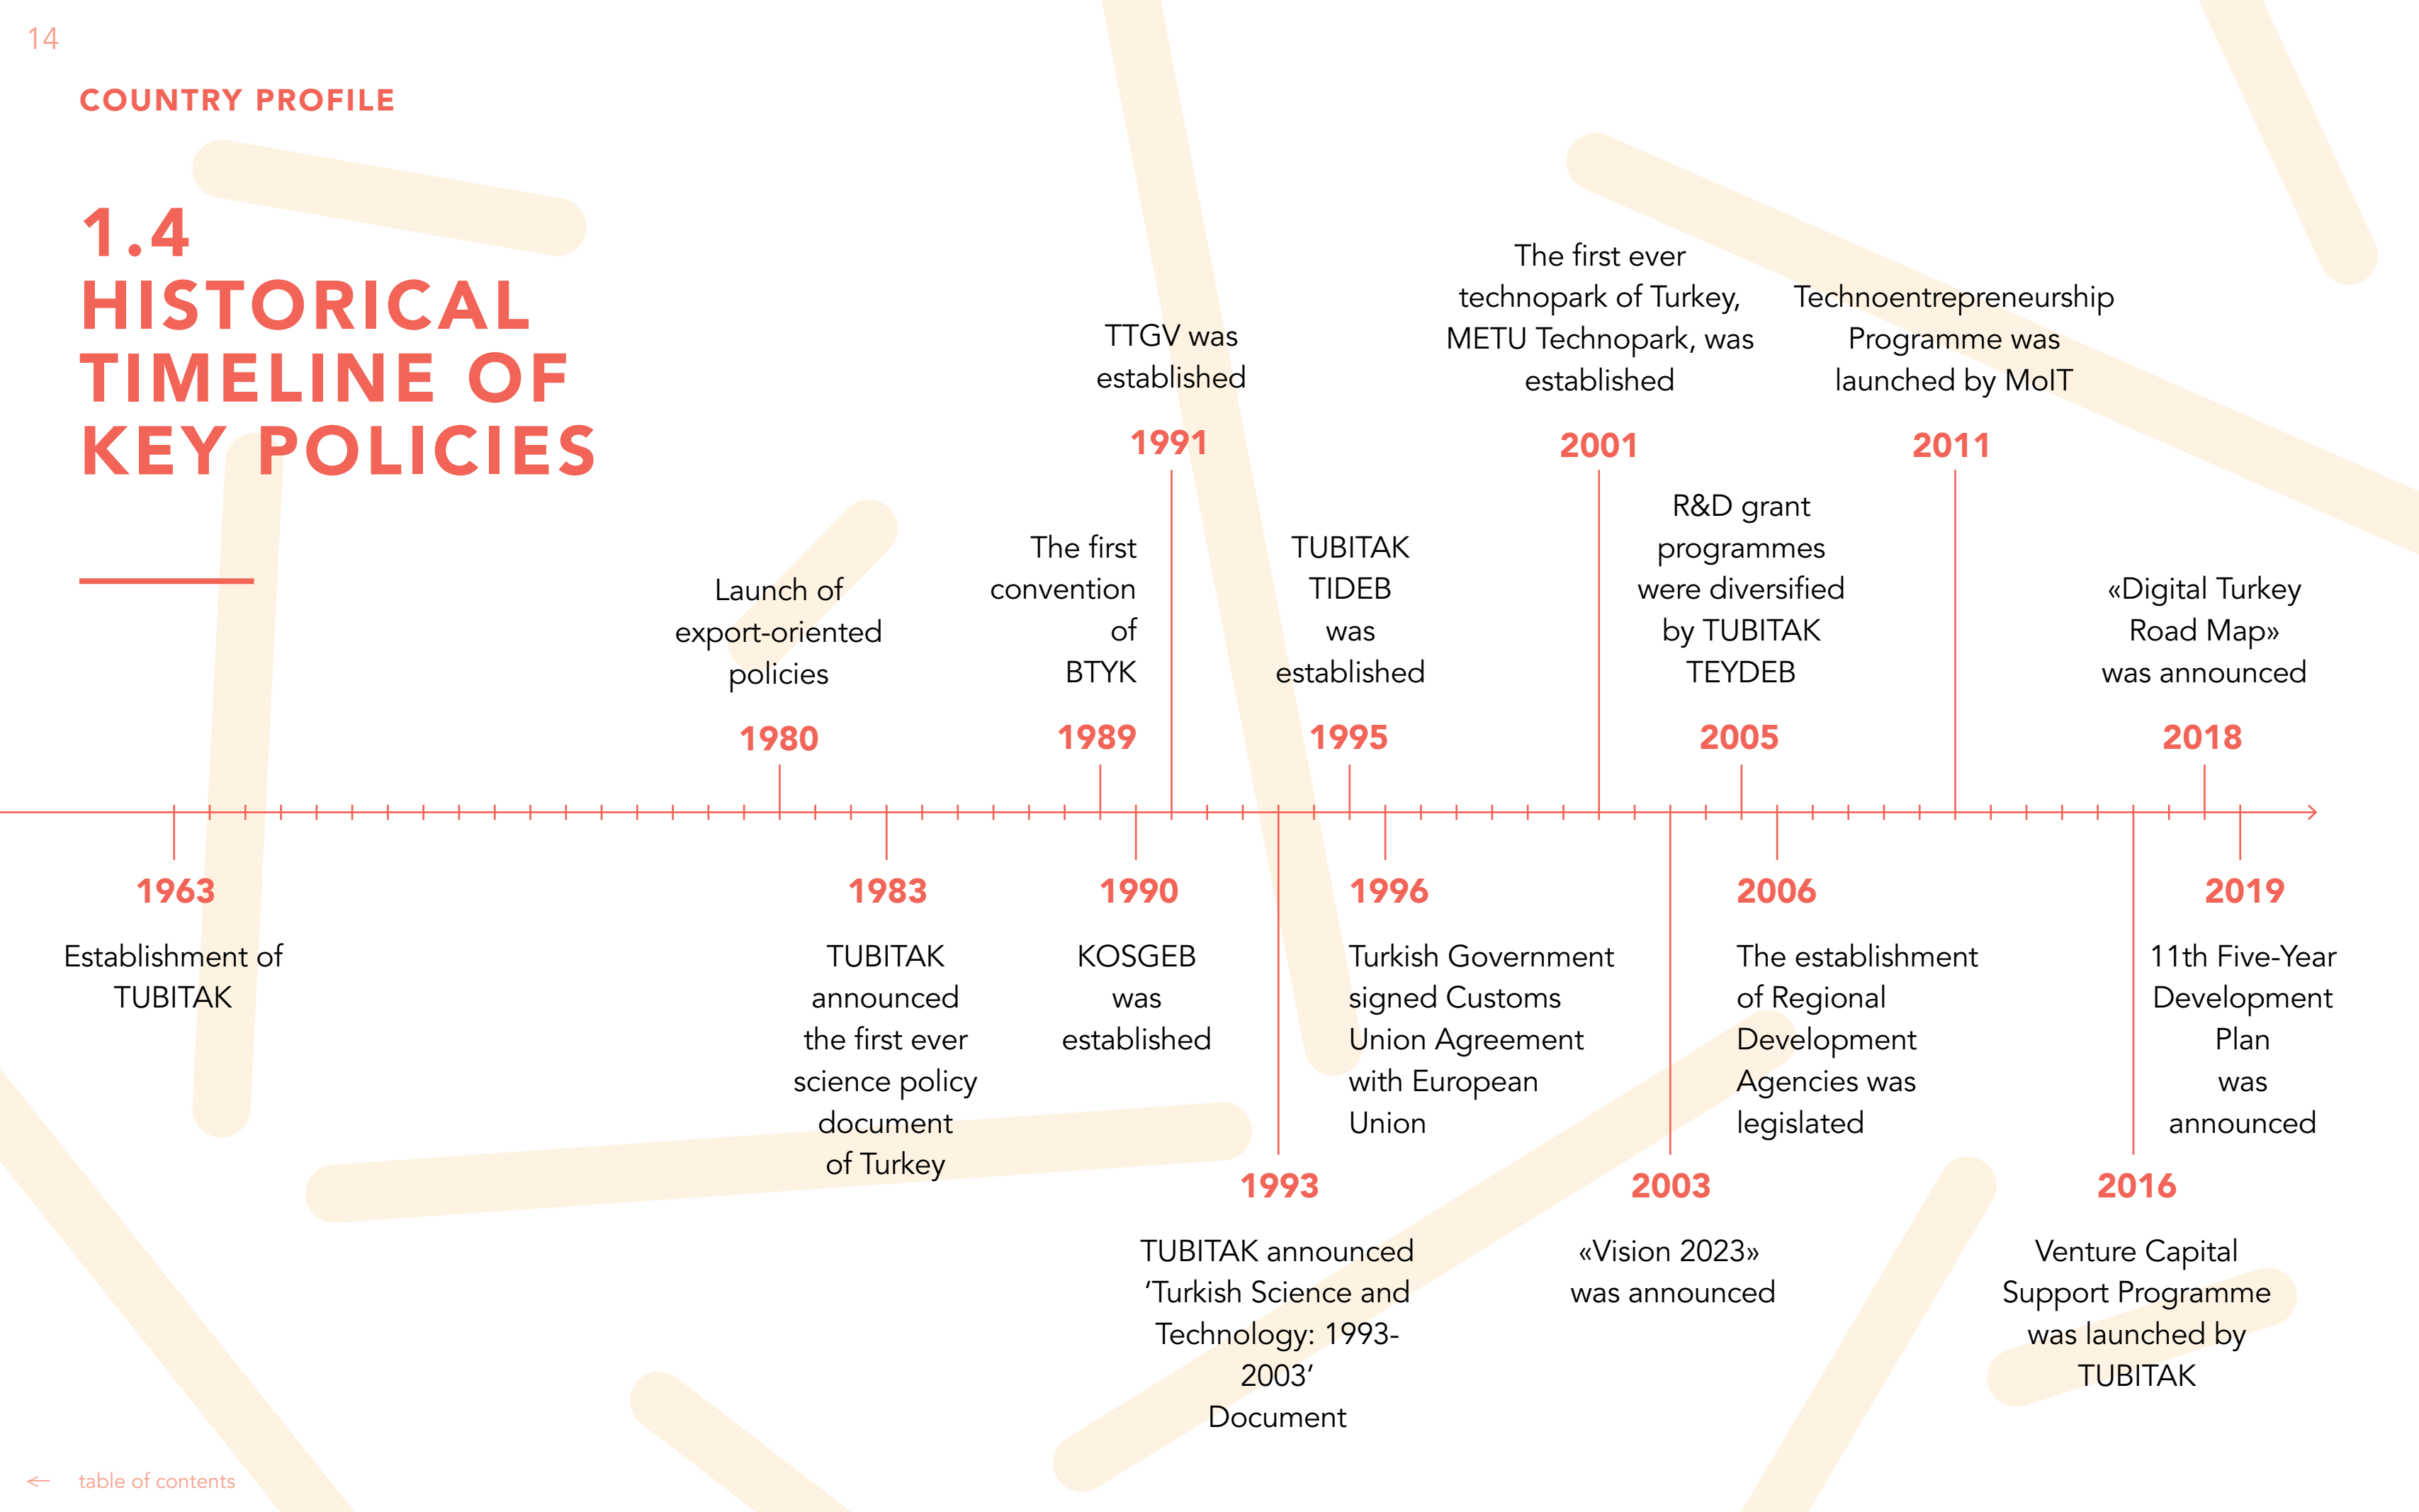 14
COUNTRY PROFILE
1.4
HISTORICAL
TIMELINE OF
KEY POLICIES
TTGV was
established
1991
The first ever
technopark of Turkey,
METU Technopark, was
established
2001
Technoentrepreneurship
Programme was
launched by MoIT
2011
Launch of
export-oriented
policies
1980
The first
convention
of
BTYK
1989
TUBITAK
TIDEB
was
established
1995
R&D grant
programmes
were diversified
by TUBITAK
TEYDEB
2005
«Digital Turkey
Road Map»
was announced
2018
1963
Establishment of
TUBITAK
1983
TUBITAK
announced
the first ever
science policy
document
of Turkey
1990
KOSGEB
was
established
1996
Turkish Government
signed Customs
Union Agreement
with European
Union
2006
The establishment
of Regional
Development
Agencies was
legislated
2019
11th Five-Year
Development
Plan
was
announced
1993
TUBITAK announced
‘Turkish Science and
Technology: 1993-
2003’
Document
2003
«Vision 2023»
was announced
2016
Venture Capital
Support Programme
was launched by
TUBITAK
table of contents